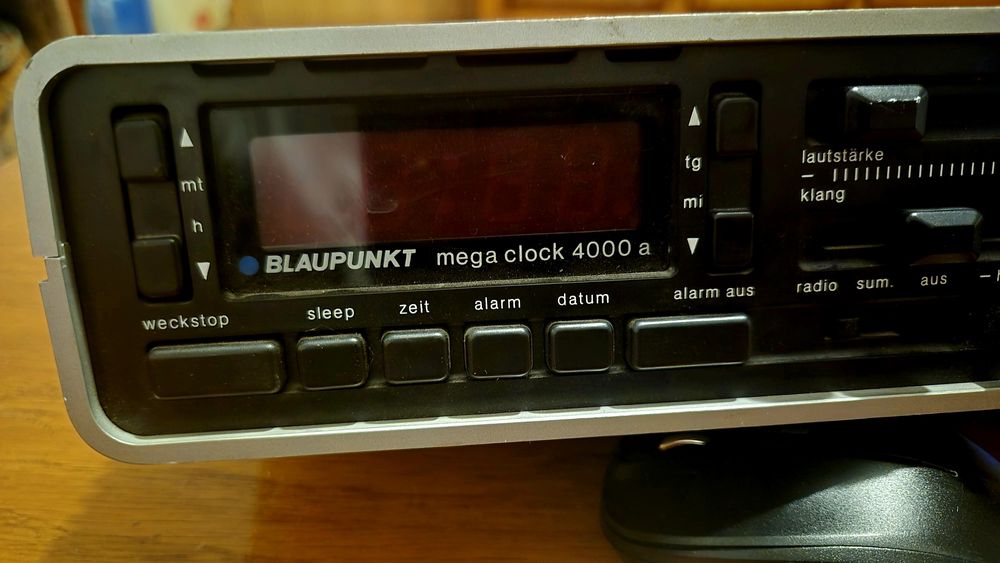 ▲
mt
h
▼
BLAUPUNKT mega clock 4000 a
▲
tg
mi
▼
lautstärke
–
klang
radio sum. aus –
weckstop sleep zeit alarm datum alarm aus